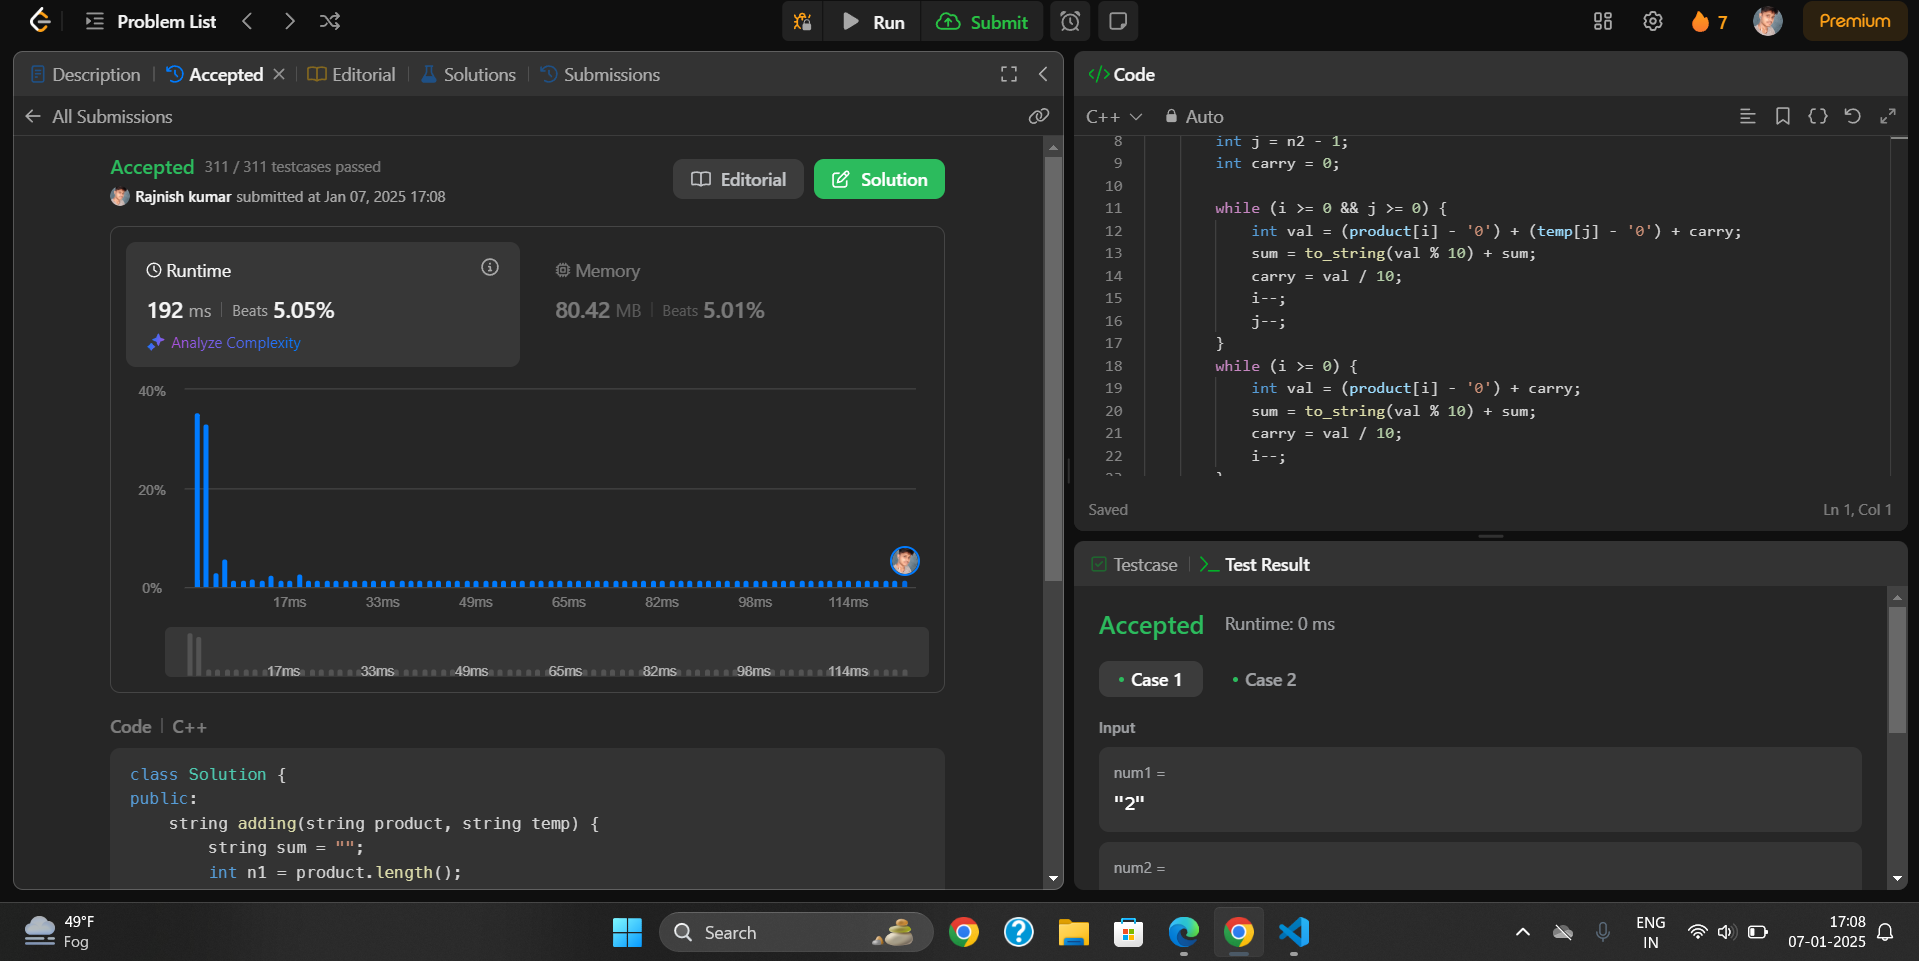 Problem List
Run
Submit
7
Premium
Description
Accepted
Editorial
Solutions
Submissions
All Submissions
Accepted 311 / 311 testcases passed
Rajnish kumar submitted at Jan 07, 2025 17:08
Editorial
Solution
Runtime
192 ms | Beats 5.05%
Analyze Complexity
Memory
80.42 MB | Beats 5.01%
40%
20%
0%
17ms 33ms 49ms 65ms 82ms 98ms 114ms
17ms 33ms 49ms 65ms 82ms 98ms 114ms
Code | C++
class Solution {
public:
    string adding(string product, string temp) {
        string sum = "";
        int n1 = product.length();
</> Code
C++ Auto
8 int j = n2 - 1;
9 int carry = 0;
10
11 while (i >= 0 && j >= 0) {
12 int val = (product[i] - '0') + (temp[j] - '0') + carry;
13 sum = to_string(val % 10) + sum;
14 carry = val / 10;
15 i--;
16 j--;
17 }
18 while (i >= 0) {
19 int val = (product[i] - '0') + carry;
20 sum = to_string(val % 10) + sum;
21 carry = val / 10;
22 i--;
Saved
Ln 1, Col 1
Testcase
Test Result
Accepted Runtime: 0 ms
Case 1
Case 2
Input
num1 =
"2"
num2 =
49°F
Fog
Search
ENG
IN
17:08
07-01-2025